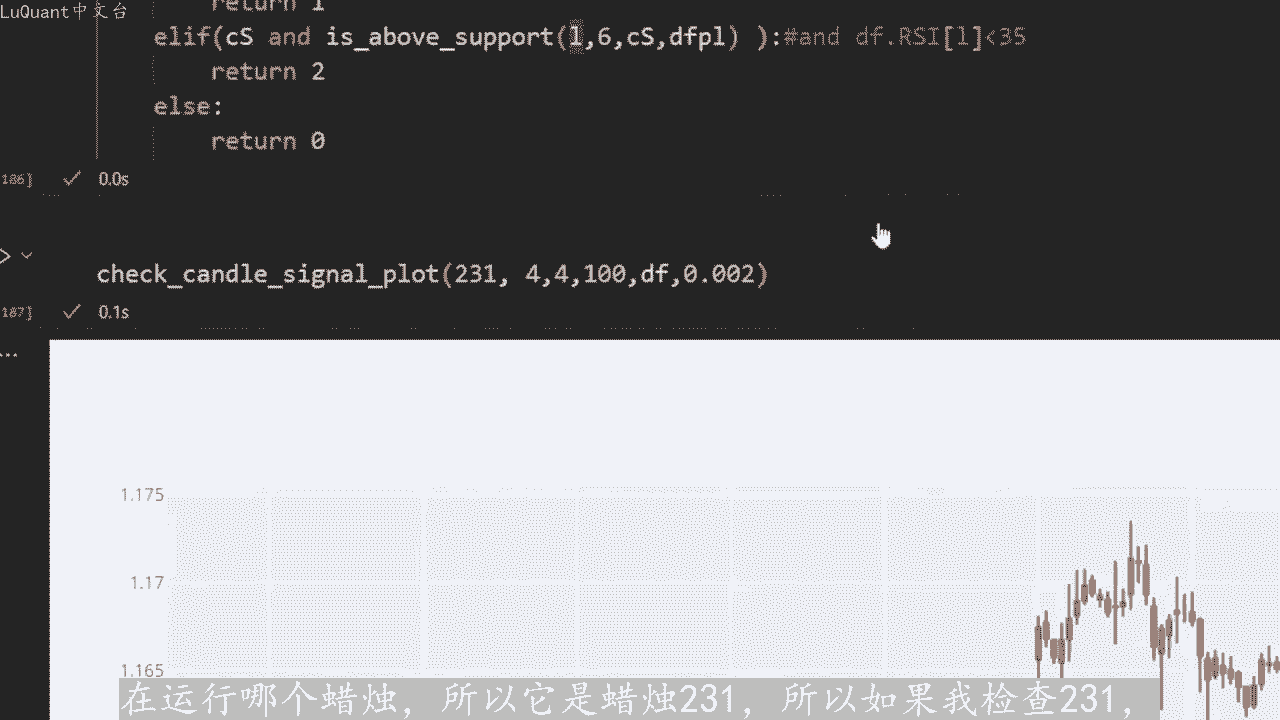 LuQuant中文台
return 1
elif(cS and is_above_support(l,6,cS,dfpl) ):#and df.RSI[l]<35
return 2
else:
return 0
186]
0.0s
check_candle_signal_plot(231, 4,4,100,df,0.002)
187]
0.1s
...
1.175
1.17
1.165
在运行哪个蜡烛，所以它是蜡烛231，所以如果我检查231，